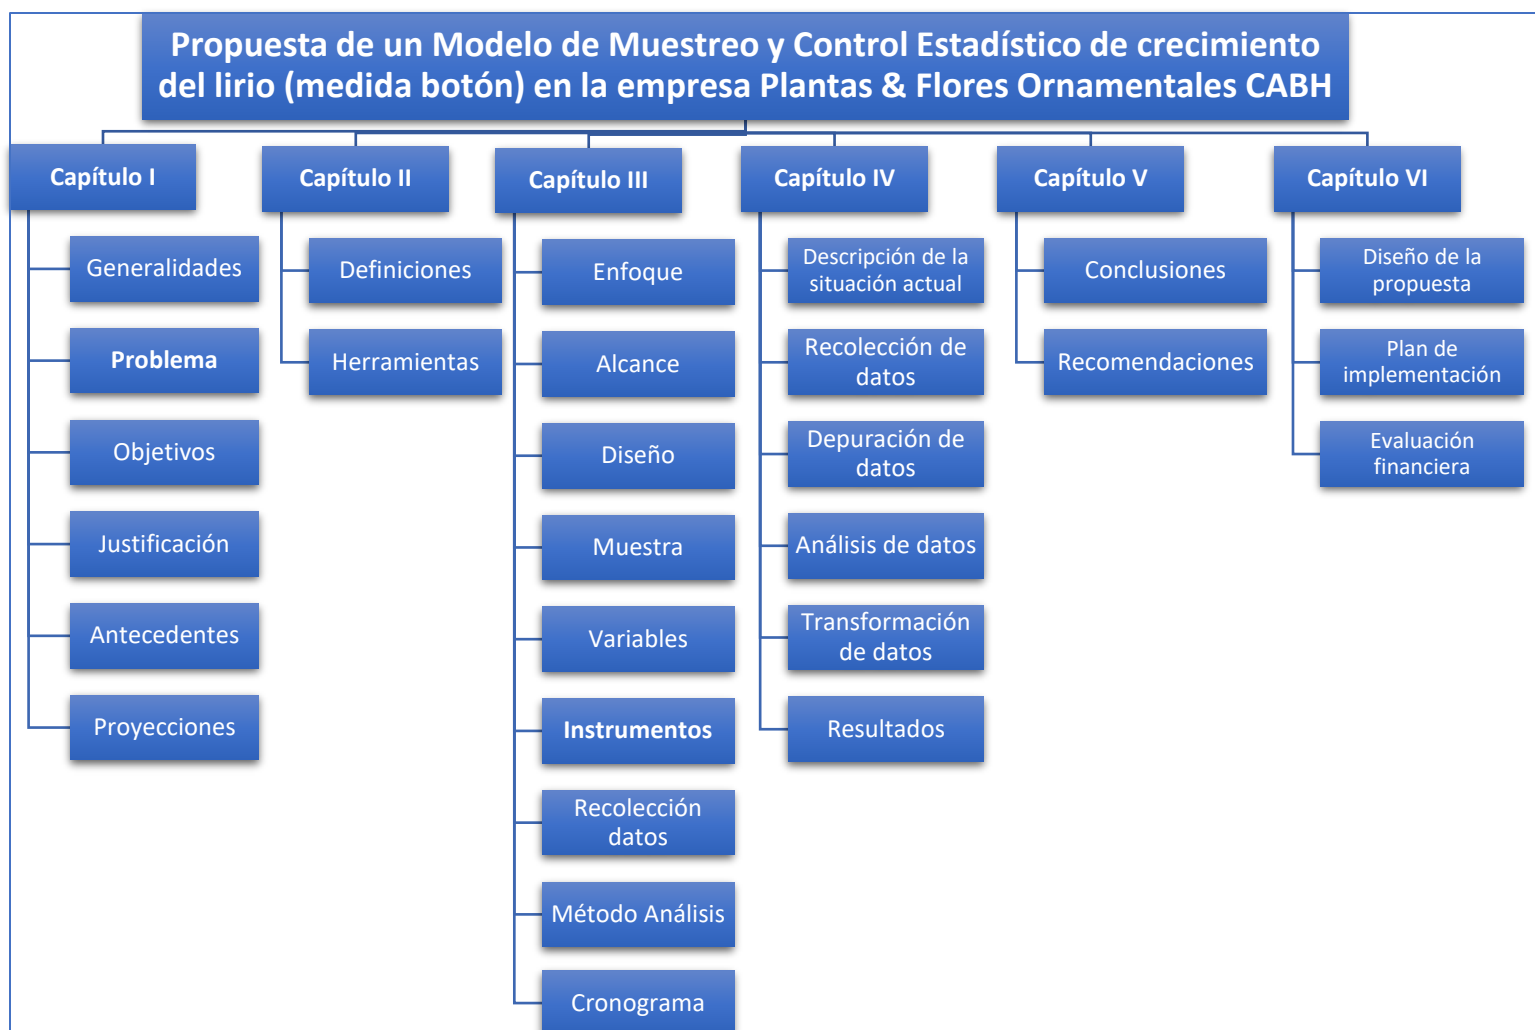 Propuesta de un Modelo de Muestreo y Control Estadístico de crecimiento
del lirio (medida botón) en la empresa Plantas & Flores Ornamentales CABH
Capítulo I
Generalidades
Problema
Objetivos
Justificación
Antecedentes
Proyecciones
Capítulo II
Definiciones
Herramientas
Capítulo III
Enfoque
Alcance
Diseño
Muestra
Variables
Instrumentos
Recolección
datos
Método Análisis
Cronograma
Capítulo IV
Descripción de la
situación actual
Recolección de
datos
Depuración de
datos
Análisis de datos
Transformación
de datos
Resultados
Capítulo V
Conclusiones
Recomendaciones
Capítulo VI
Diseño de la
propuesta
Plan de
implementación
Evaluación
financiera